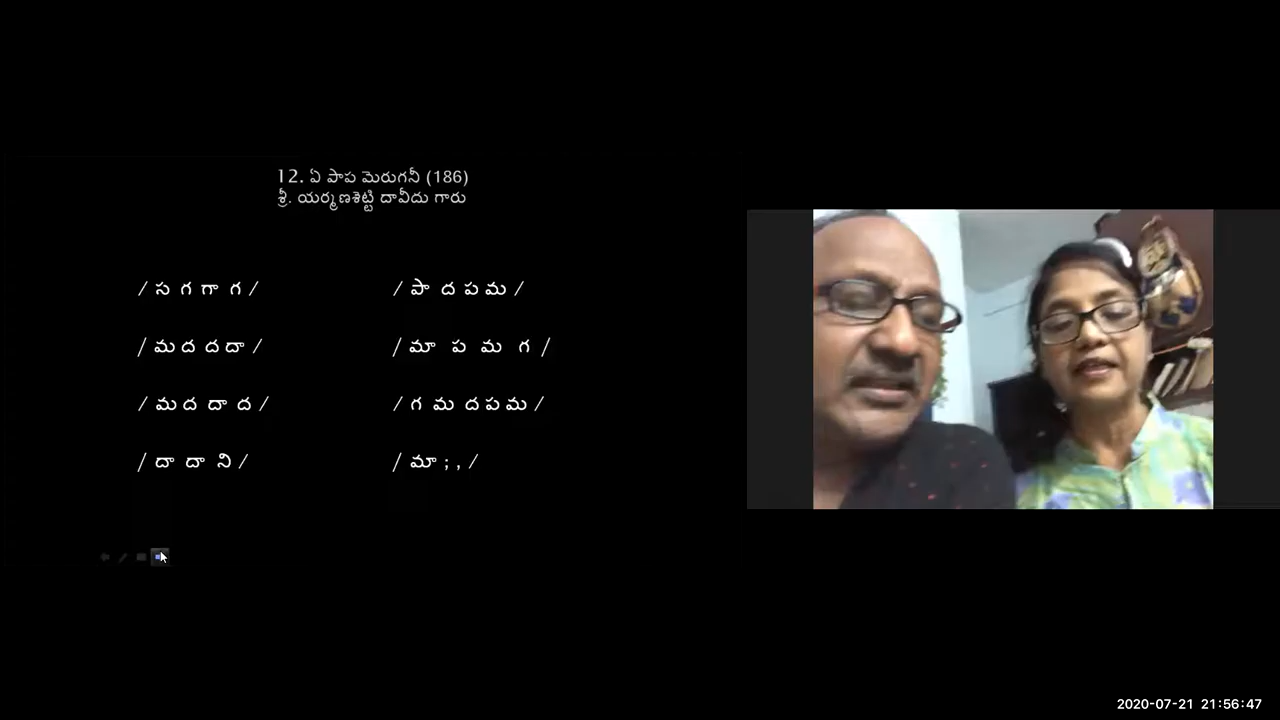 12. ఏ పాప మెరుగనీ (186)
శ్రీ. యర్మణశెట్టి దావీదు గారు
/ స గ గా గ / / పా ద ప మ /
/ మ ద ద దా / / మా ప మ గ /
/ మ ద దా ద / / గ మ ద ప మ /
/ దా దా ని / / మా ; , /
2020-07-21 21:56:47